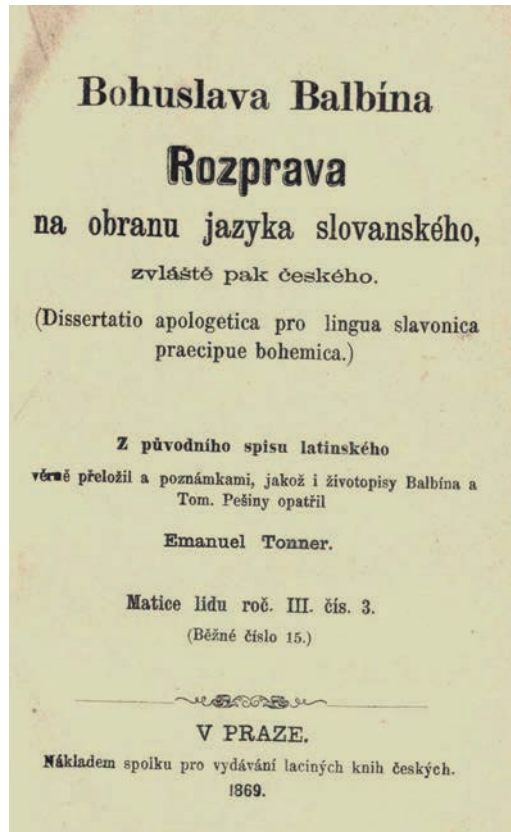 Bohuslava Balbína
Rozprava
na obranu jazyka slovanského,
zvláště pak českého.
(Dissertatio apologetica pro lingua slavonica
praecipue bohemica.)
Z původního spisu latinského
věrně přeložil a poznámkami, jakož i životopisy Balbína a
Tom. Pešiny opatřil
Emanuel Tonner.
Matice lidu roč. III. čís. 3.
(Běžné číslo 15.)
V PRAZE.
Nákladem spolku pro vydávání laciných knih českých.
1869.